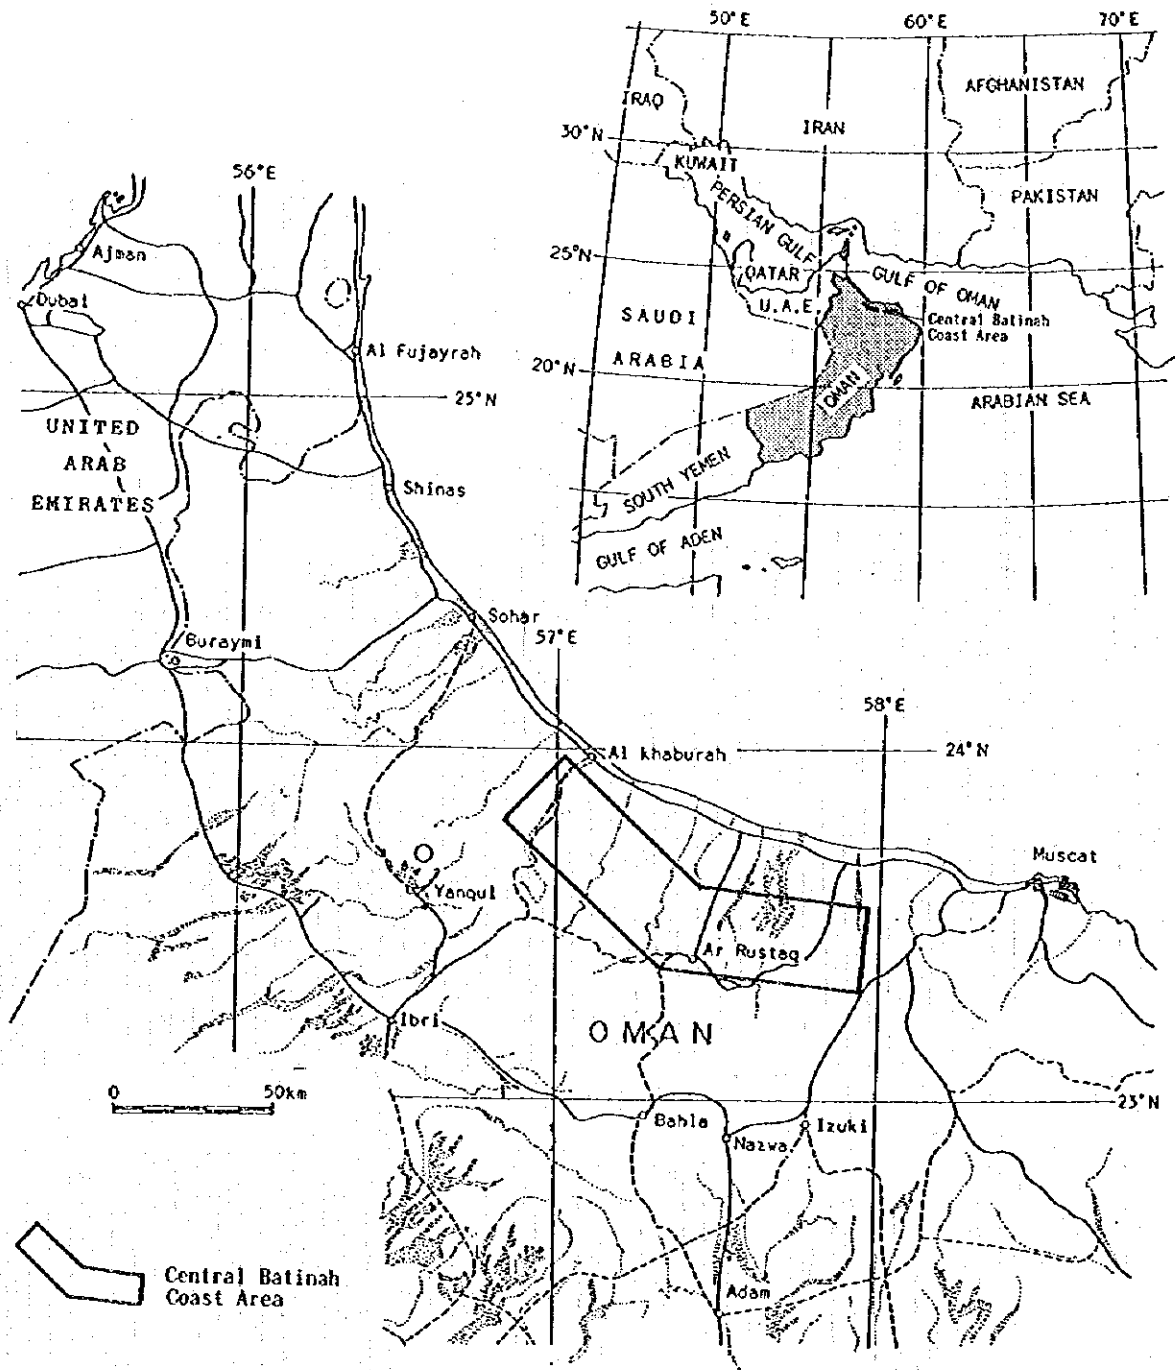 50°E
60°E
70°E
IRAQ
IRAN
AFGHANISTAN
30°N
KUWAIT
PAKISTAN
PERSIAN GULF
25°N
QATAR
GULF OF OMAN
U.A.E.
Central Batinah
Coast Area
SAUDI
ARABIA
20°N
OMAN
ARABIAN SEA
SOUTH YEMEN
GULF OF ADEN
56°E
Ajman
Dubai
Al Fujayrah
25°N
UNITED
ARAB
EMIRATES
Shinas
Sohar
57°E
Buraymi
58°E
Al khaburah
24°N
Muscat
Yanqul
Ar Rustaq
Ibri
OMAN
0
50km
23°N
Bahla
Nazwa
Izuki
Adam
Central Batinah
Coast Area